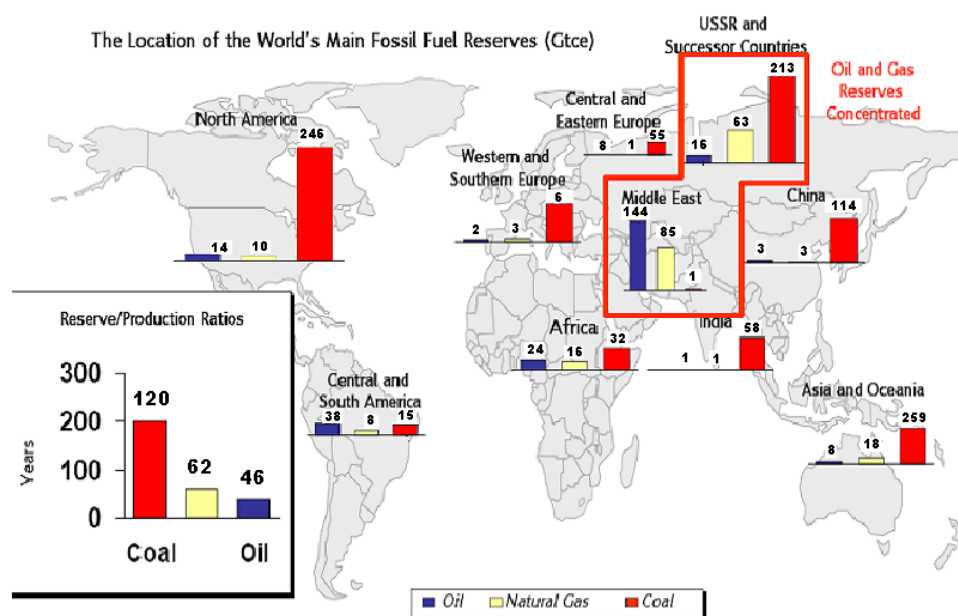 The Location of the World's Main Fossil Fuel Reserves (Gtce)
USSR and
Successor Countries
213
63
16
Oil and Gas
Reserves
Concentrated
North America
246
14
10
Central and
Eastern Europe
8
1
55
Western and
Southern Europe
2
3
6
Middle East
144
85
1
China
3
3
114
Africa
24
16
32
India
1
1
58
Central and
South America
38
8
15
Asia and Oceania
8
18
259
Reserve/Production Ratios
Years
300
200
100
0
120
62
46
Coal
Oil
Oil
Natural Gas
Coal